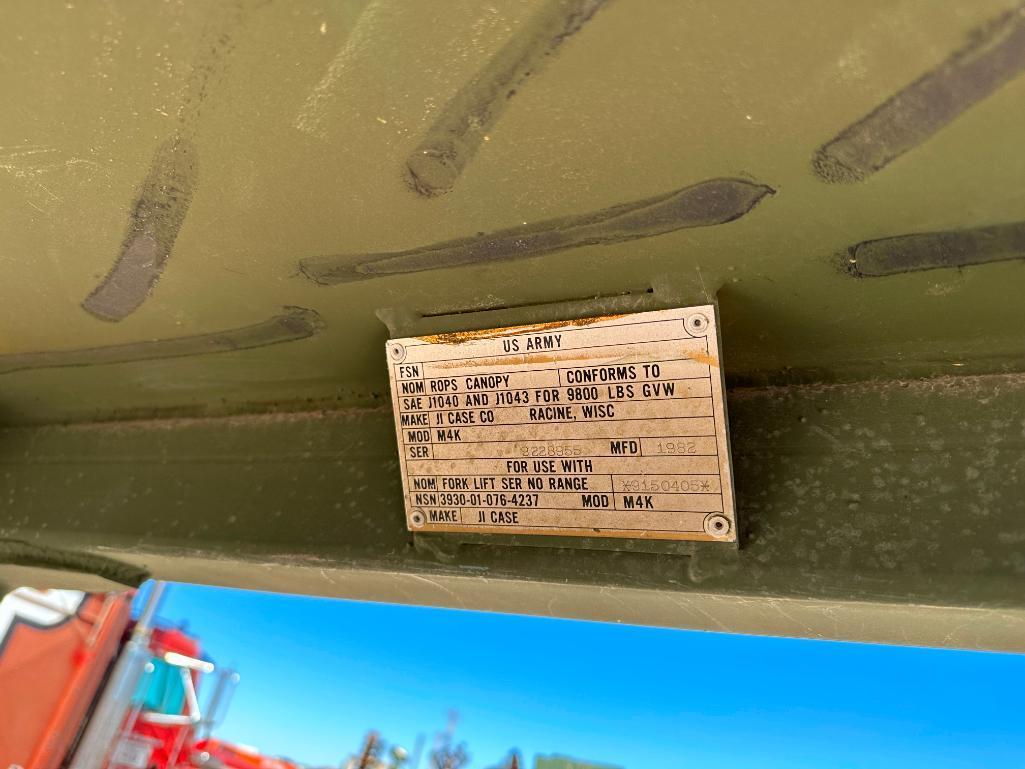 US ARMY
FSN
NOM ROPS CANOPY CONFORMS TO
SAE J1040 AND J1043 FOR 9800 LBS GVW
MAKE JI CASE CO RACINE, WISC
MOD M4K
SER MFD 1982
FOR USE WITH
NOM FORK LIFT SER NO RANGE *9150405*
NSN 3930-01-076-4237 MOD M4K
MAKE JI CASE